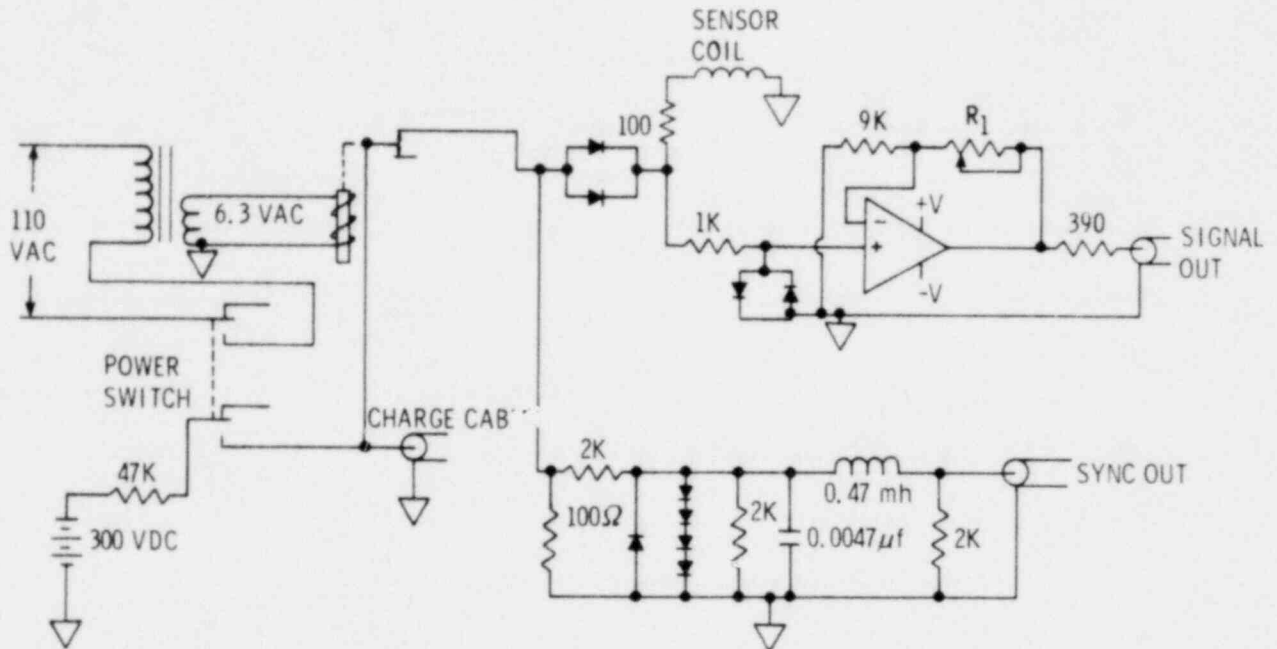 SENSOR
COIL
100
9K
R1
110
VAC
6.3 VAC
1K
+V
-
+
-V
390
SIGNAL
OUT
POWER
SWITCH
CHARGE
47K
300 VDC
2K
100Ω
2K
0.0047μf
0.47 mh
2K
SYNC OUT